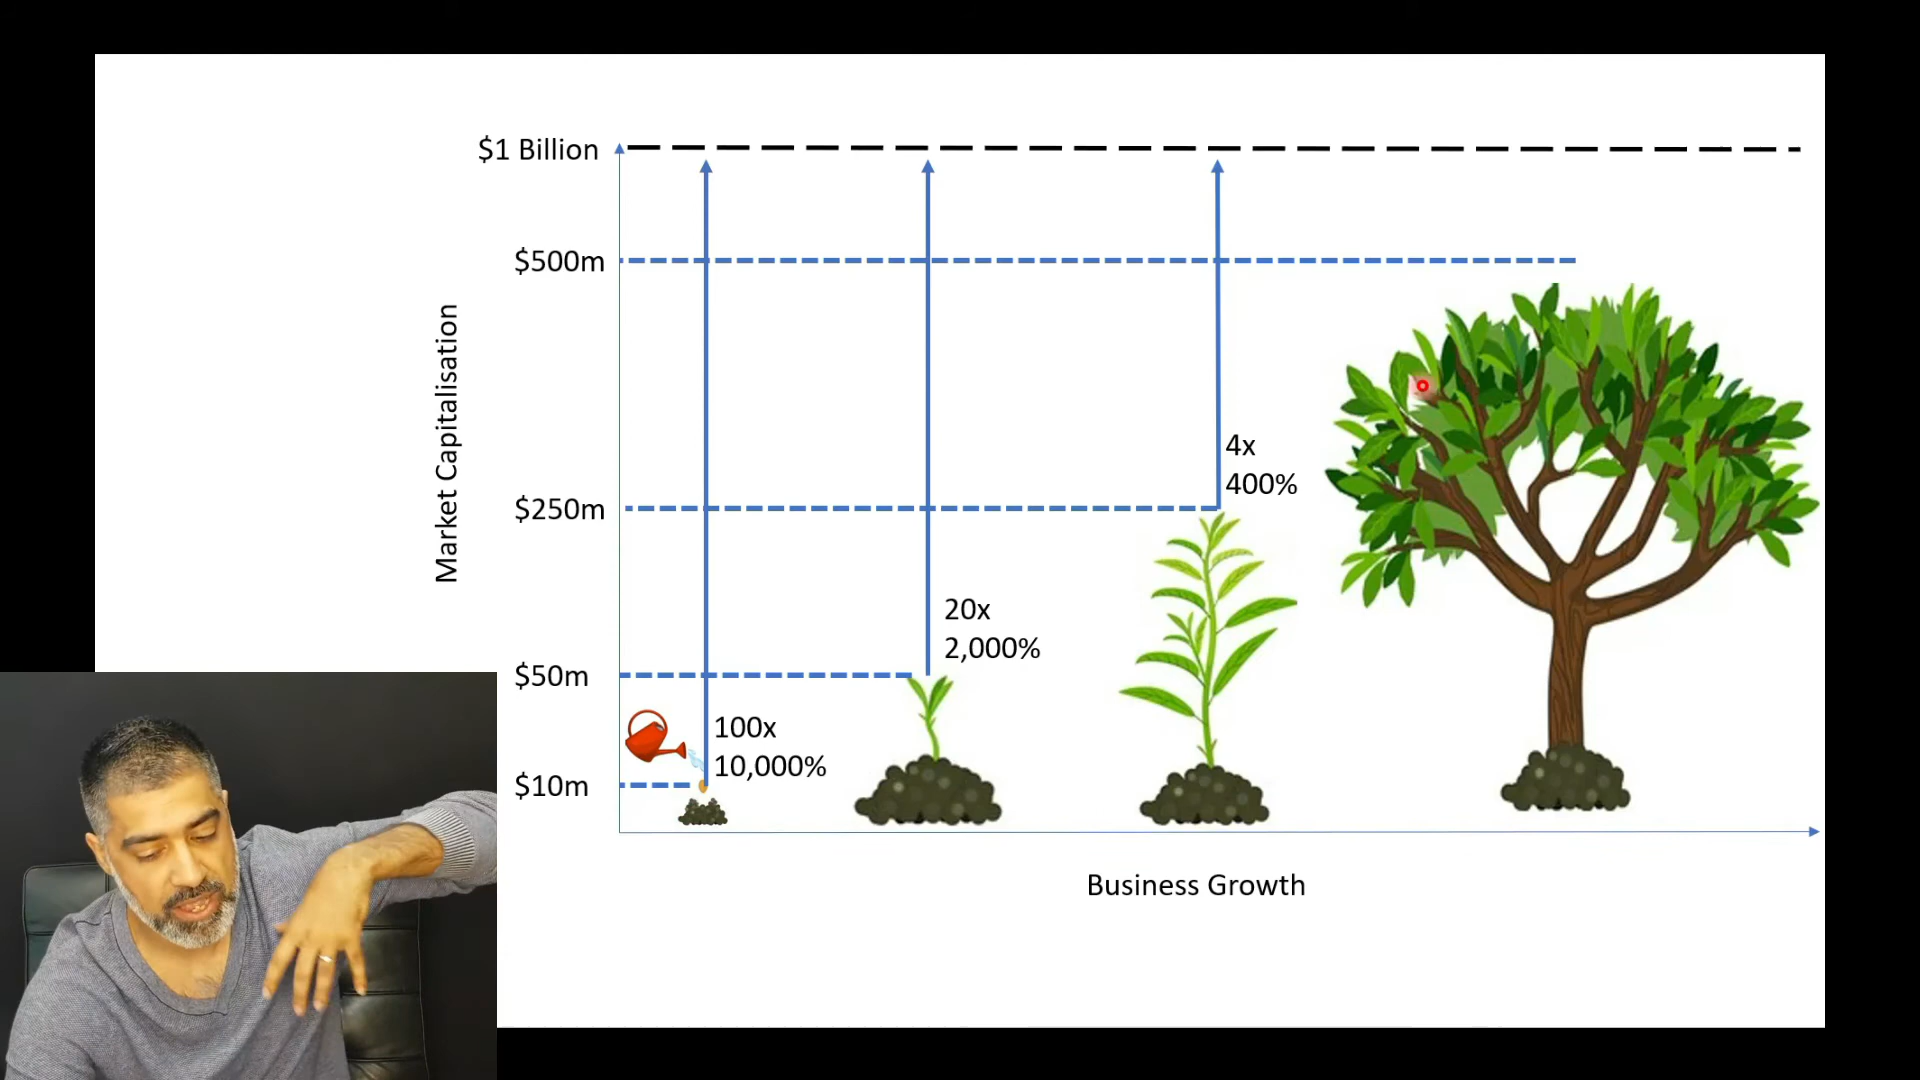 $1 Billion
$500m
Market Capitalisation
4x
400%
$250m
20x
2,000%
$50m
100x
10,000%
$10m
Business Growth